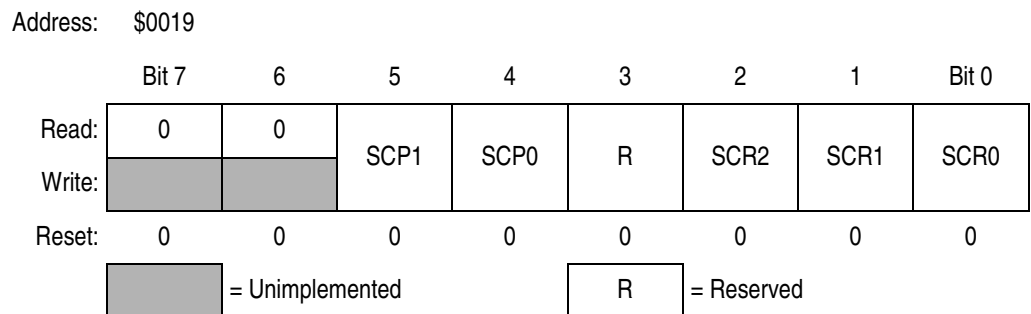 Address: $0019
Bit 7 6 5 4 3 2 1 Bit 0
Read: 0 0 SCP1 SCP0 R SCR2 SCR1 SCR0
Write:
Reset: 0 0 0 0 0 0 0 0
= Unimplemented R = Reserved